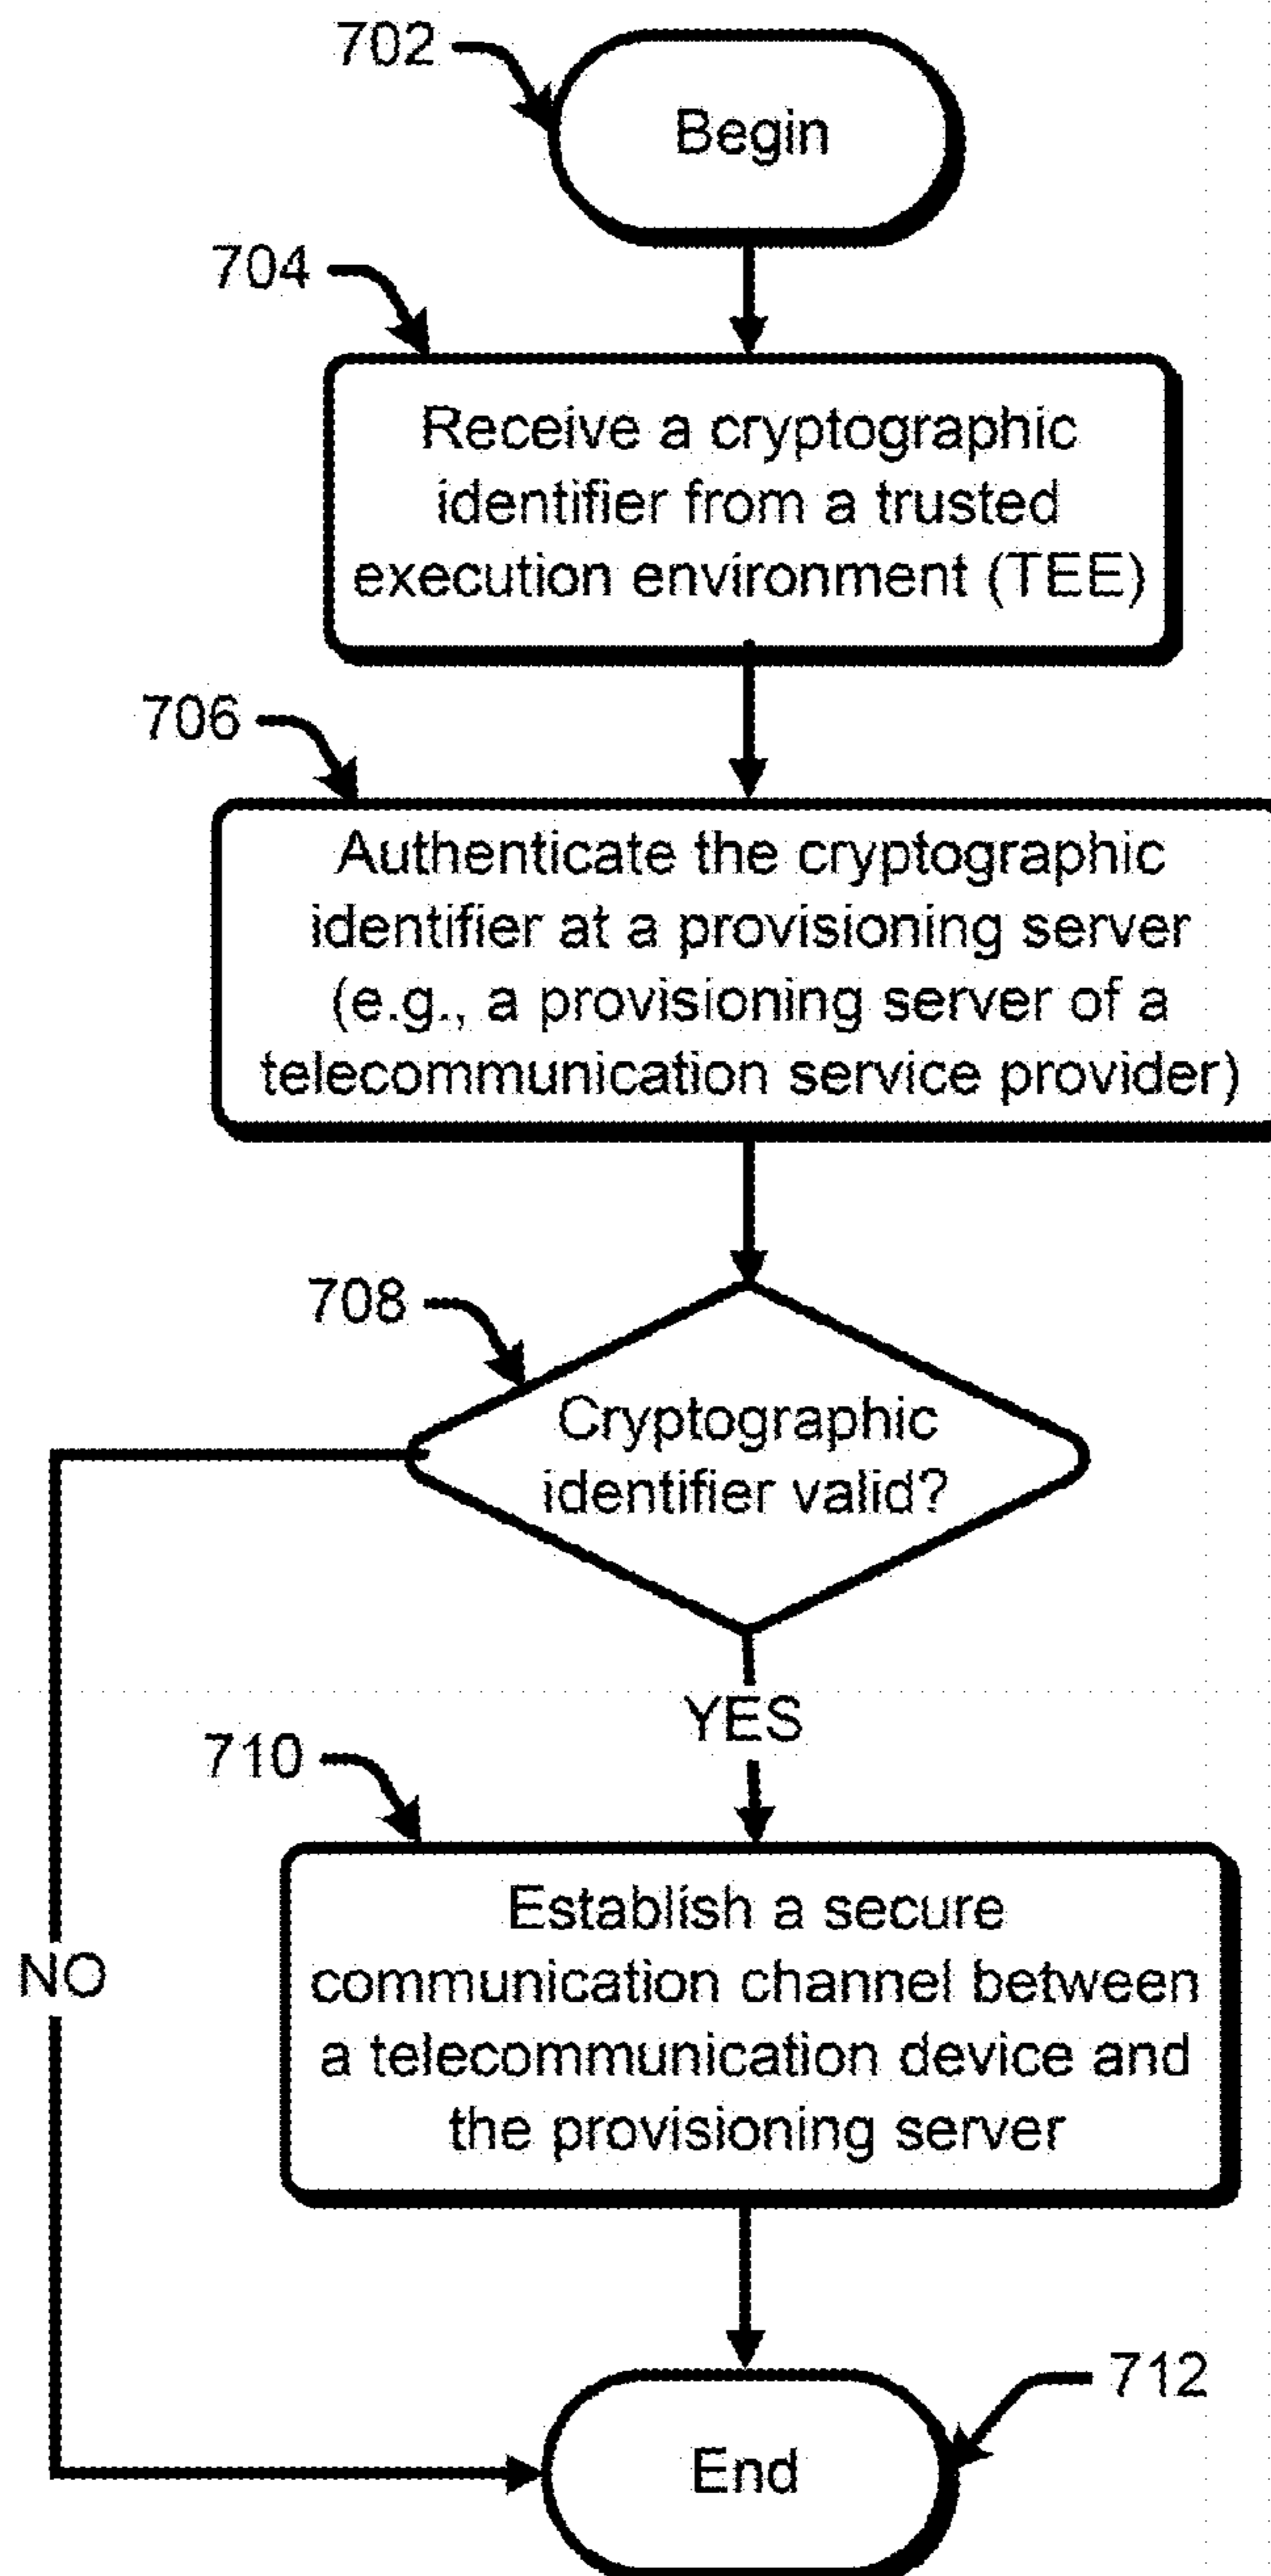 702
Begin
704
Receive a cryptographic
identifier from a trusted
execution environment (TEE)
706
Authenticate the cryptographic
identifier at a provisioning server
(e.g., a provisioning server of a
telecommunication service provider)
708
Cryptographic
identifier valid?
YES
710
Establish a secure
communication channel between
a telecommunication device and
the provisioning server
NO
712
End